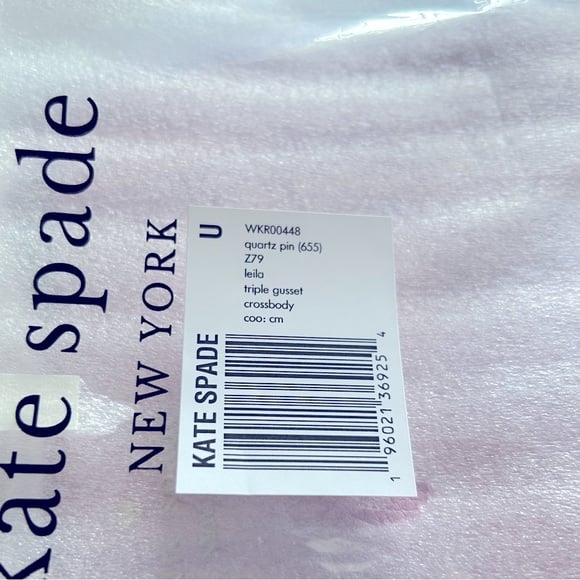 kate spade
NEW YORK
U
KATE SPADE
WKR00448
quartz pin (655)
Z79
leila
triple gusset
crossbody
coo: cm
1 96021 36925 4